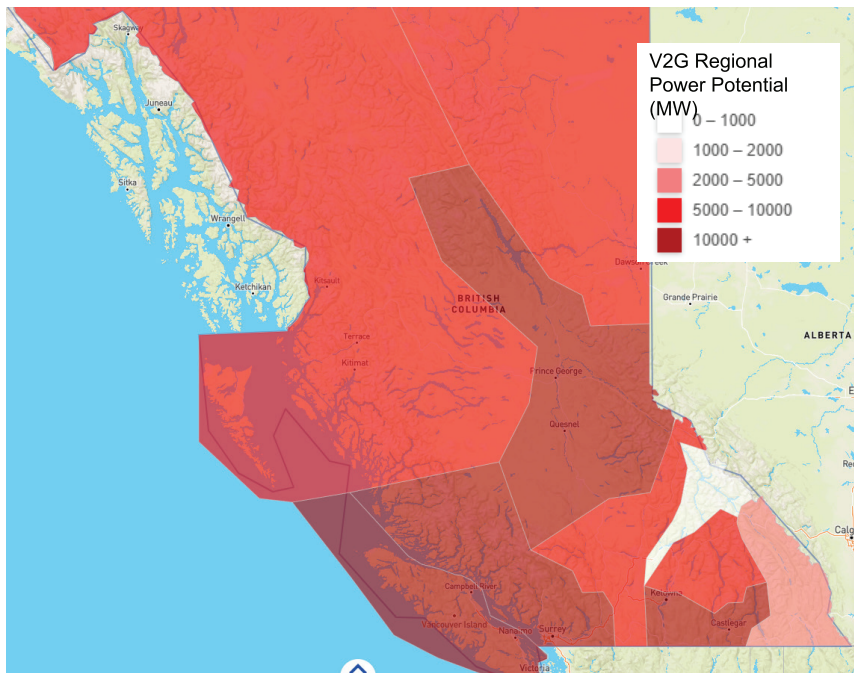 Skagway
Juneau
Sitka
Wrangell
Ketchikan
Kitsault
Terrace
Kitimat
BRITISH
COLUMBIA
Prince George
Quesnel
Campbell River
Vancouver Island
Nanaimo
Surrey
Victoria
Kelowna
Castlegar
V2G Regional
Power Potential
(MW)
0 – 1000
1000 – 2000
2000 – 5000
5000 – 10000
10000 +
Grande Prairie
ALBERTA